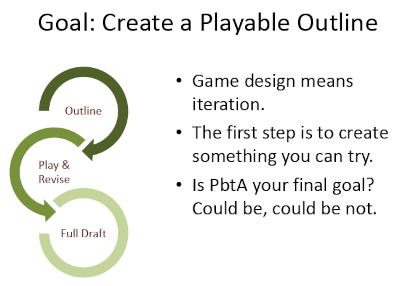 Goal: Create a Playable Outline
Outline
Play &
Revise
Full Draft
• Game design means
iteration.
• The first step is to create
something you can try.
• Is PbtA your final goal?
Could be, could be not.